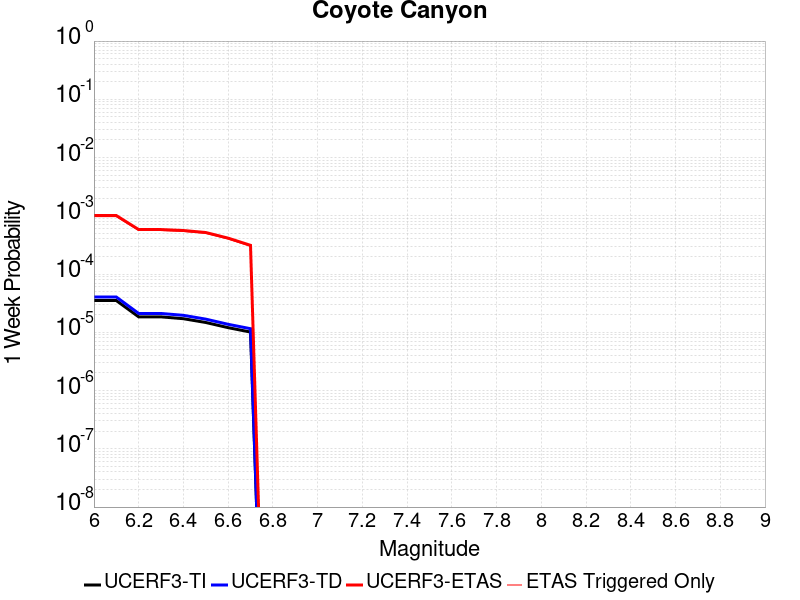 Coyote Canyon
10^0
10^-1
10^-2
10^-3
10^-4
10^-5
10^-6
10^-7
10^-8
1 Week Probability
6 6.2 6.4 6.6 6.8 7 7.2 7.4 7.6 7.8 8 8.2 8.4 8.6 8.8 9
Magnitude
UCERF3-TI UCERF3-TD UCERF3-ETAS ETAS Triggered Only